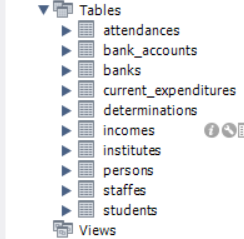 Tables
attendances
bank_accounts
banks
current_expenditures
determinations
incomes
institutes
persons
staffes
students
Views